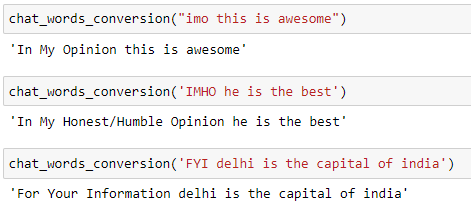 chat_words_conversion("imo this is awesome")
'In My Opinion this is awesome'
chat_words_conversion('IMHO he is the best')
'In My Honest/Humble Opinion he is the best'
chat_words_conversion('FYI delhi is the capital of india')
'For Your Information delhi is the capital of india'